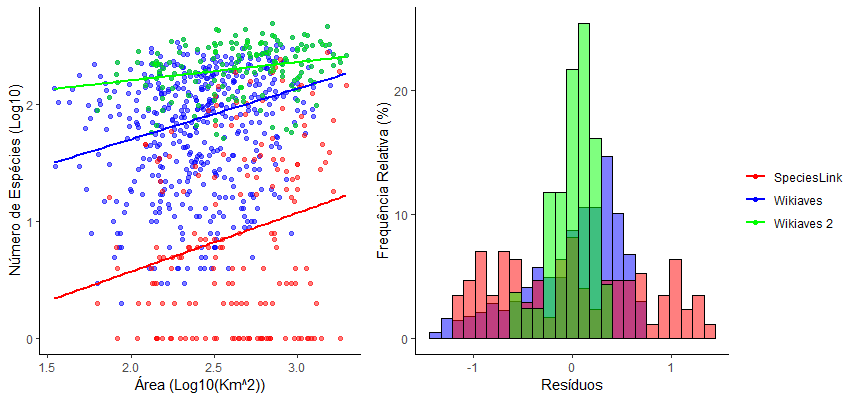 Número de Espécies (Log10)
2
1
0
1.5 2.0 2.5 3.0
Área (Log10(Km^2))
Frequência Relativa (%)
20
10
0
-1 0 1
Resíduos
SpeciesLink
Wikiaves
Wikiaves 2